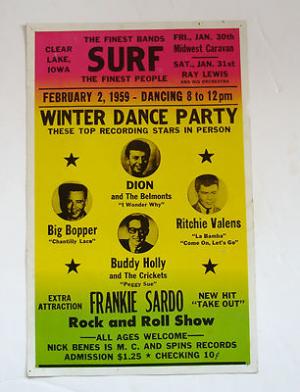 THE FINEST BANDS
CLEAR LAKE, IOWA
SURF
THE FINEST PEOPLE
FRI., JAN. 30th
Midwest Caravan
SAT., JAN. 31st
RAY LEWIS
AND HIS ORCHESTRA
FEBRUARY 2, 1959 - DANCING 8 to 12pm
WINTER DANCE PARTY
THESE TOP RECORDING STARS IN PERSON
DION
and The Belmonts
"I Wonder Why"
Big Bopper
"Chantilly Lace"
Ritchie Valens
"La Bamba"
"Come On, Let's Go"
Buddy Holly
and The Crickets
"Peggy Sue"
EXTRA ATTRACTION
FRANKIE SARDO
NEW HIT "TAKE OUT"
Rock and Roll Show
—ALL AGES WELCOME—
NICK BENES IS M. C. AND SPINS RECORDS
ADMISSION $1.25 ★ CHECKING 10¢